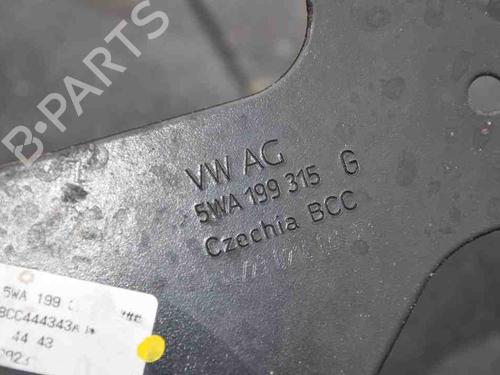 B-Parts
VW AG
5WA 199 315 G
Czechia BCC
5WA 199
BCC444343A
44 43